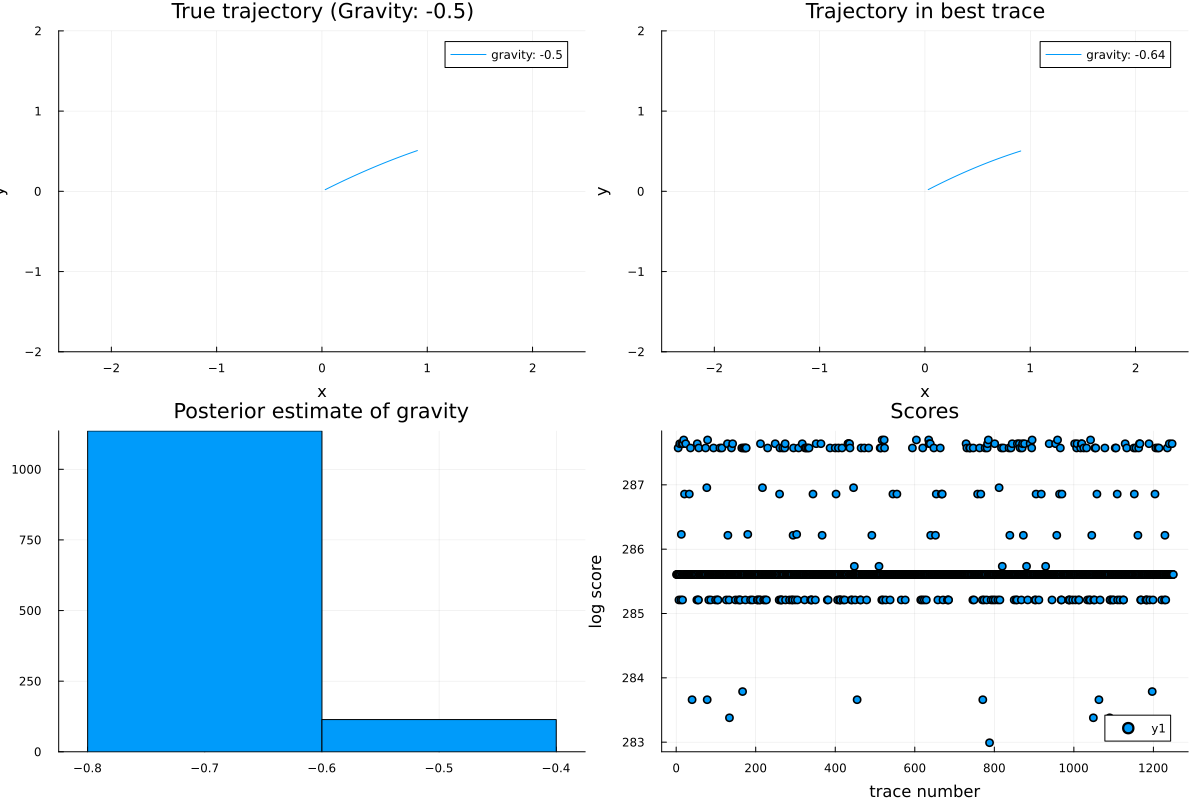 True trajectory (Gravity: -0.5)
2
1
0
−1
−2
y
gravity: -0.5
−2 −1 0 1 2
x
Trajectory in best trace
2
1
0
−1
−2
y
gravity: -0.64
−2 −1 0 1 2
x
Posterior estimate of gravity
1000
750
500
250
0
−0.8 −0.7 −0.6 −0.5 −0.4
Scores
287
286
285
284
283
log score
y1
0 200 400 600 800 1000 1200
trace number